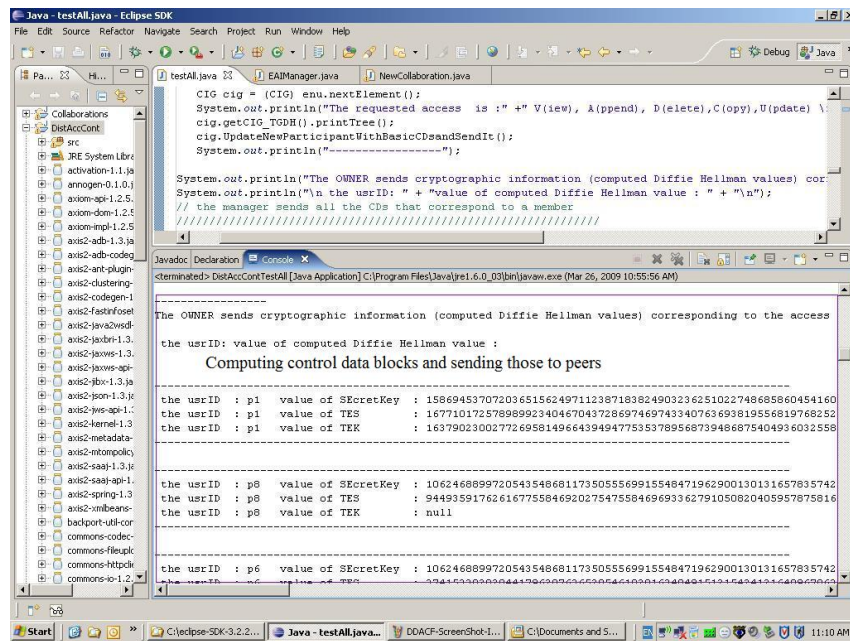 Java - testAll.java - Eclipse SDK
File Edit Source Refactor Navigate Search Project Run Window Help
Debug Java
Pa... Hi...
testAll.java EAIManager.java NewCollaboration.java
CIG cig = (CIG) enu.nextElement();
System.out.println("The requested access is :" +" V(iew), A(ppend), D(elete),C(opy),U(pdate) \
cig.getCIG_TGDH().printTree();
cig.UpdateNewParticipantWithBasicCDsandSendIt();
System.out.println("-----------------");
System.out.println("The OWNER sends cryptographic information (computed Diffie Hellman values) cor
System.out.println("\n the usrID: " + "value of computed Diffie Hellman value : " + "\n");
// the manager sends all the CDs that correspond to a member
Collaborations
DistAccCont
src
JRE System Libra
activation-1.1.ja
annogen-0.1.0.j
axiom-api-1.2.5.
axiom-dom-1.2.5
axiom-impl-1.2.5
axis2-adb-1.3.ja
axis2-adb-codeg
axis2-ant-plugin-
axis2-clustering-
axis2-codegen-1
axis2-fastinfoset
axis2-java2wsdl-
axis2-jaxbri-1.3.
axis2-jaxws-1.3.
axis2-jaxws-api-
axis2-jibx-1.3.ja
axis2-json-1.3.ja
axis2-jws-api-1.
axis2-kernel-1.3
axis2-metadata-
axis2-mtompolicy
axis2-saaj-1.3.ja
axis2-saaj-api-1.
axis2-spring-1.3
axis2-xmlbeans-
backport-util-cor
commons-codec-
commons-fileuplo
commons-httpclie
commons-io-1.2.
Javadoc Declaration Console
<terminated> DistAccContTestAll [Java Application] C:\Program Files\Java\jre1.6.0_03\bin\javaw.exe (Mar 26, 2009 10:55:56 AM)
-----------------
The OWNER sends cryptographic information (computed Diffie Hellman values) corresponding to the access
the usrID: value of computed Diffie Hellman value :
Computing control data blocks and sending those to peers
the usrID : p1 value of SEcretKey : 
the usrID : p1 value of TES : 
the usrID : p1 value of TEK : 
the usrID : p8 value of SEcretKey : 
the usrID : p8 value of TES : 
the usrID : p8 value of TEK : null
the usrID : p6 value of SEcretKey : 
Start C:\eclipse-SDK-3.2.2... Java - testAll.java... DDACF-ScreenShot-I... C:\Documents and S... 11:10 AM